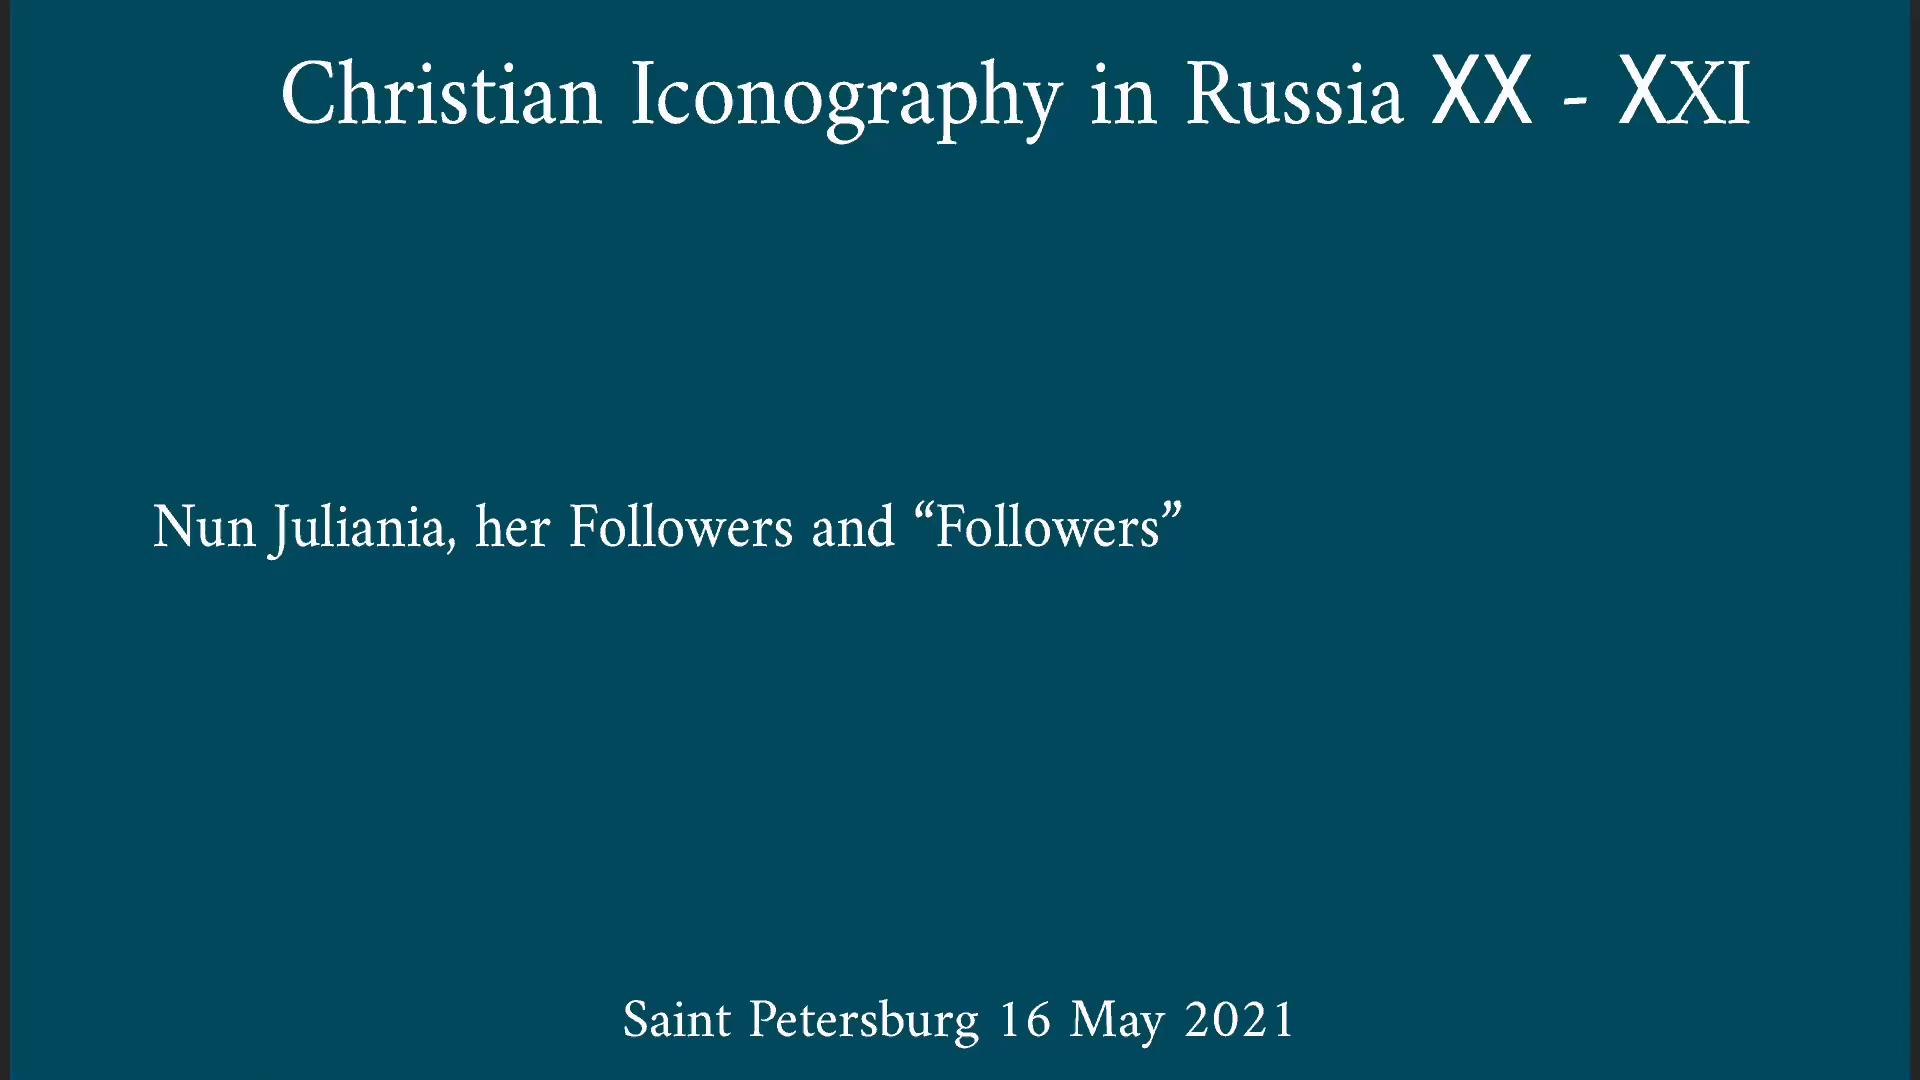 Christian Iconography in Russia XX - XXI
Nun Juliania, her Followers and “Followers”
Saint Petersburg 16 May 2021